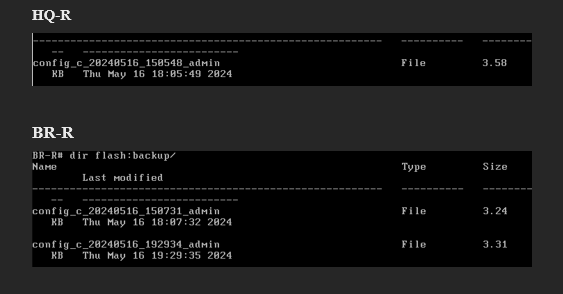 HQ-R
---------------------------------------------------------- ---------- --------
-- -------------------------
config_c_20240516_150548_admin File 3.58
KB Thu May 16 18:05:49 2024
BR-R
BR-R# dir flash:backup/
Name Type Size
Last modified
---------------------------------------------------------- ---------- --------
-- -------------------------
config_c_20240516_150731_admin File 3.24
KB Thu May 16 18:07:32 2024
config_c_20240516_192934_admin File 3.31
KB Thu May 16 19:29:35 2024